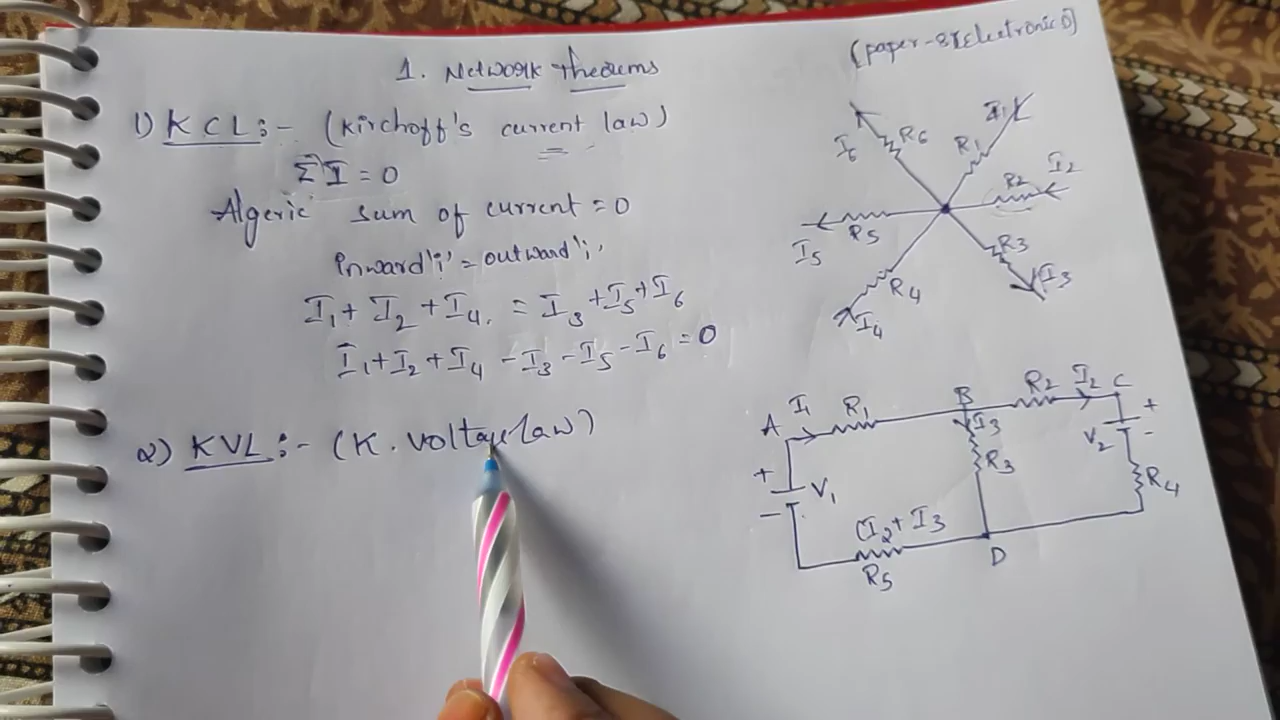 1. Network Theorems
(paper-8 Electronics)
1) KCL:- (Kirchoff's current law)
ΣI = 0
Algeric sum of current = 0
Inward 'i' = outward 'i'
I1 + I2 + I4. = I3 + I5 + I6
I1 + I2 + I4 - I3 - I5 - I6 = 0
2) KVL:- (K. voltage law)
I6 R6 R1 I1
R2 I2
I5 R5 R3 I3
R4 I4
A I1 R1 B R2 I2 C
I3 R3
+ - V1
V2 + -
R4
(I2 + I3
R5 D